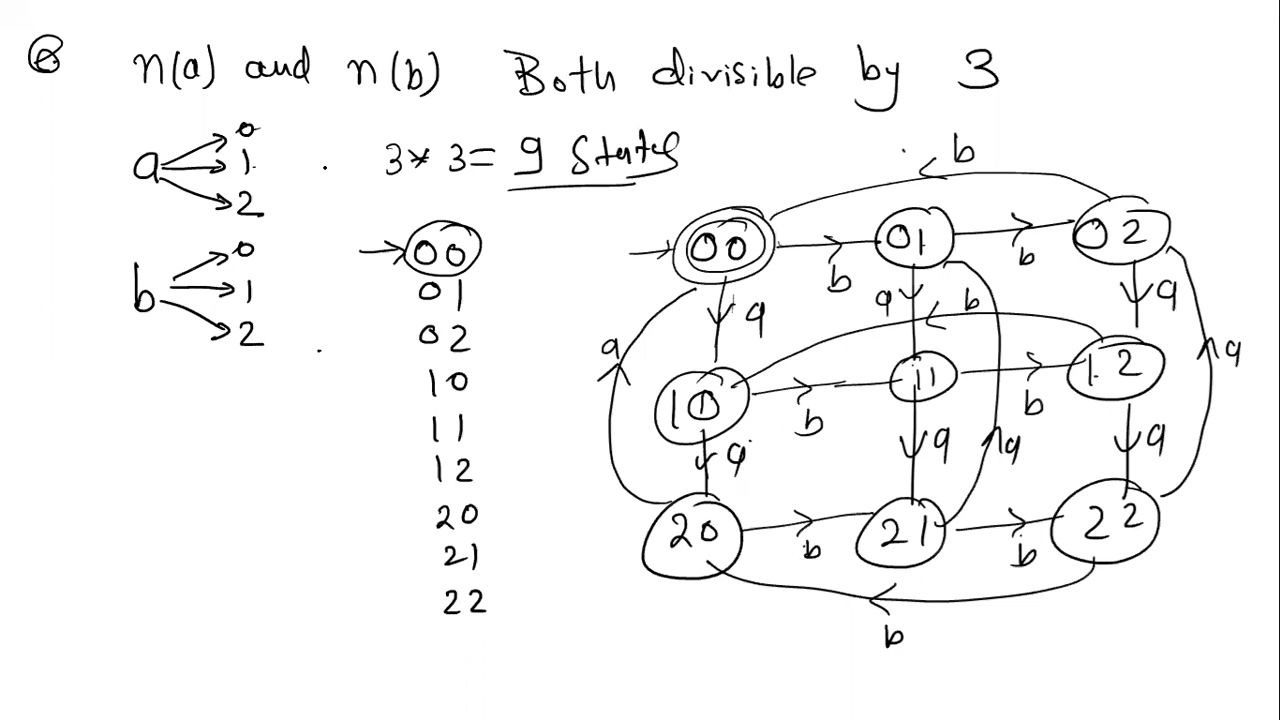 Q n(a) and n(b) Both divisible by 3
a 0 1 2
3*3= 9 States
b 0 1 2
00
01
02
10
11
12
20
21
22
b
00 b 01 b 02
a a a
a b a
10 b 11 b 12
a a a a
20 b 21 b 22
b